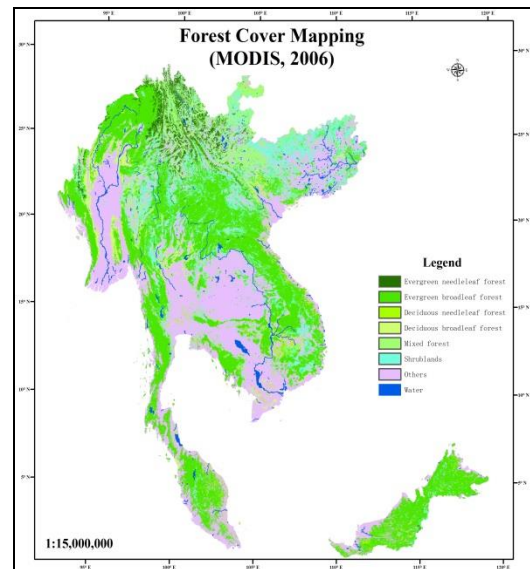 Forest Cover Mapping
(MODIS, 2006)
Legend
Evergreen needleleaf forest
Evergreen broadleaf forest
Deciduous needleleaf forest
Deciduous broadleaf forest
Mixed forest
Shrublands
Others
Water
1:15,000,000